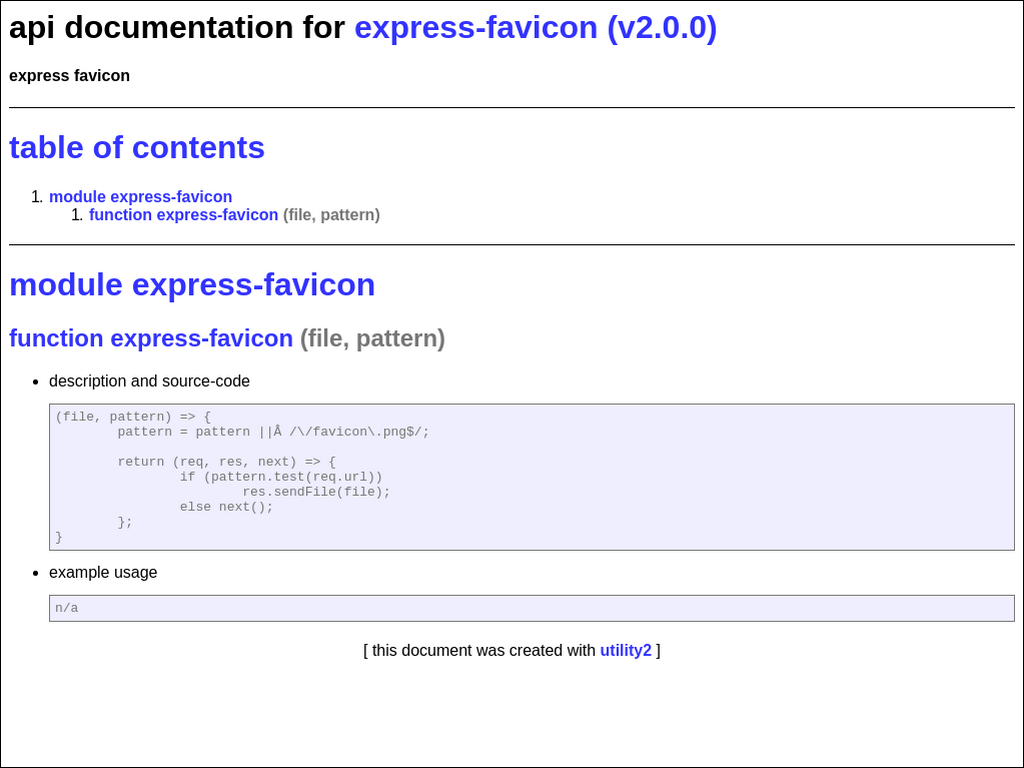 api documentation for express-favicon (v2.0.0)
express favicon
table of contents
1. module express-favicon
1. function express-favicon (file, pattern)
module express-favicon
function express-favicon (file, pattern)
• description and source-code
(file, pattern) => {
        pattern = pattern ||Â /\/favicon\.png$/;
        return (req, res, next) => {
                if (pattern.test(req.url))
                        res.sendFile(file);
                else next();
        };
}
• example usage
n/a
[ this document was created with utility2 ]